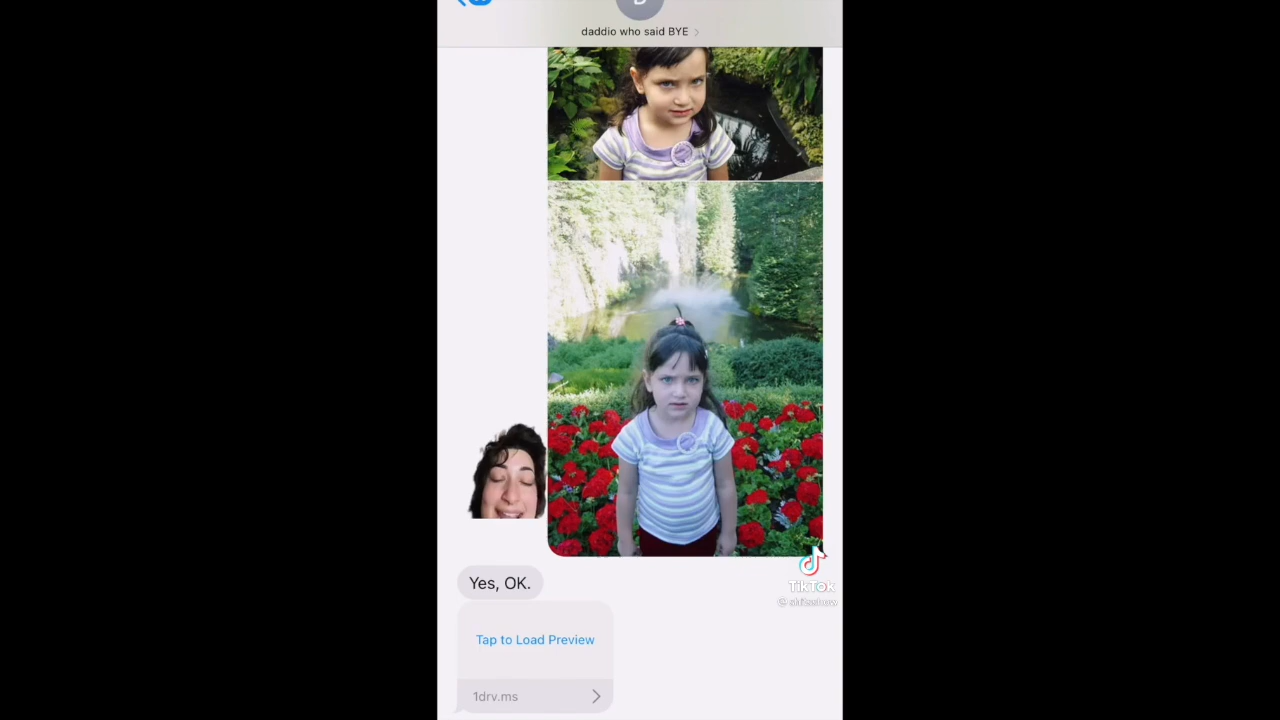 daddio who said BYE
Yes, OK.
Tap to Load Preview
1drv.ms
TikTok